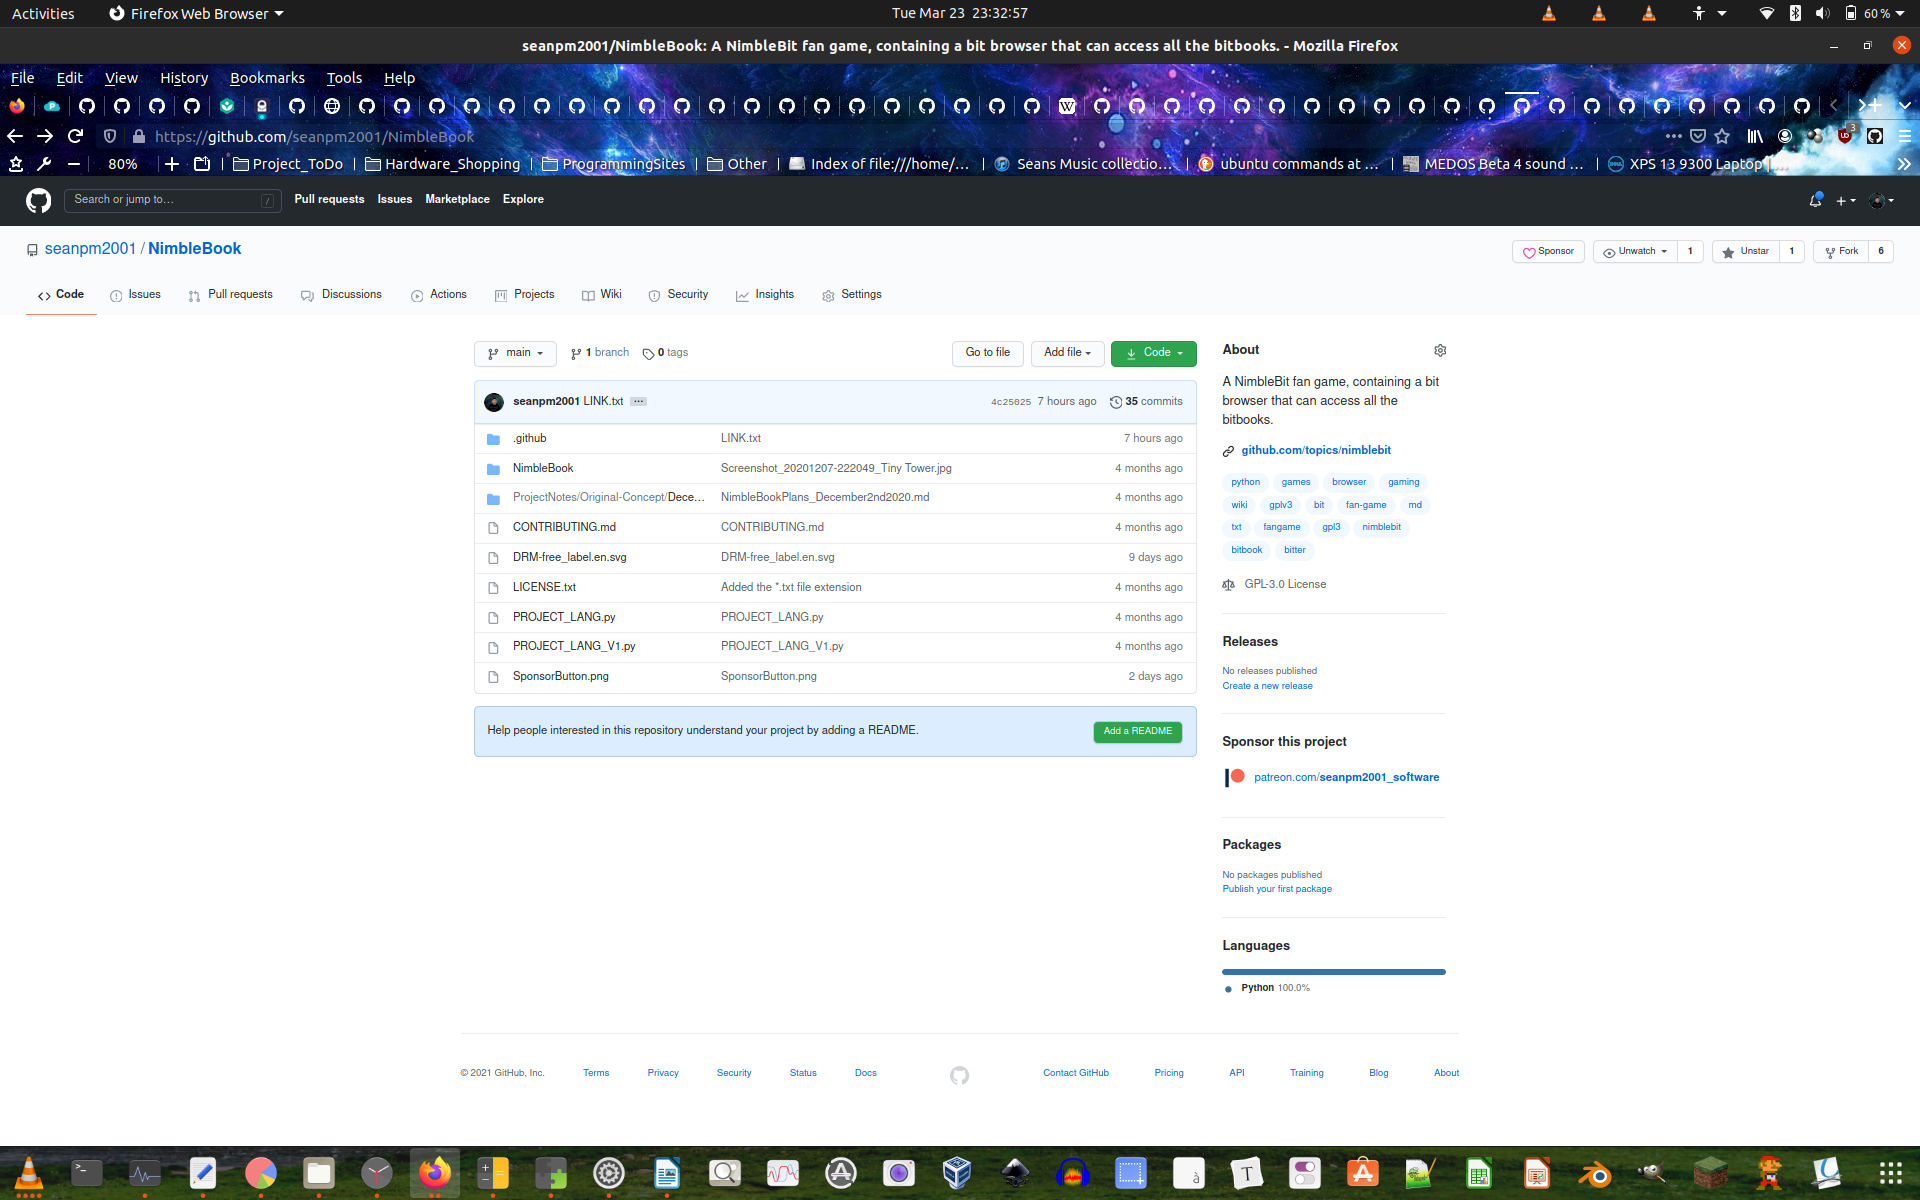 Activities
Firefox Web Browser
Tue Mar 23 23:32:57
60 %
seanpm2001/NimbleBook: A NimbleBit fan game, containing a bit browser that can access all the bitbooks. - Mozilla Firefox
File Edit View History Bookmarks Tools Help
https://github.com/seanpm2001/NimbleBook
3
80%
Project_ToDo
Hardware_Shopping
ProgrammingSites
Other
Index of file:///home/…
Seans Music collectio…
ubuntu commands at …
MEDOS Beta 4 sound …
XPS 13 9300 Laptop
Search or jump to…
/
Pull requests Issues Marketplace Explore
seanpm2001 / NimbleBook
Sponsor
Unwatch 1
Unstar 1
Fork 6
Code Issues Pull requests Discussions Actions Projects Wiki Security Insights Settings
main
1 branch
0 tags
Go to file
Add file
Code
seanpm2001 LINK.txt …
4c25025 7 hours ago
35 commits
.github LINK.txt 7 hours ago
NimbleBook Screenshot_20201207-222049_Tiny Tower.jpg 4 months ago
ProjectNotes/Original-Concept/Dece… NimbleBookPlans_December2nd2020.md 4 months ago
CONTRIBUTING.md CONTRIBUTING.md 4 months ago
DRM-free_label.en.svg DRM-free_label.en.svg 9 days ago
LICENSE.txt Added the *.txt file extension 4 months ago
PROJECT_LANG.py PROJECT_LANG.py 4 months ago
PROJECT_LANG_V1.py PROJECT_LANG_V1.py 4 months ago
SponsorButton.png SponsorButton.png 2 days ago
Help people interested in this repository understand your project by adding a README.
Add a README
About
A NimbleBit fan game, containing a bit
browser that can access all the
bitbooks.
github.com/topics/nimblebit
python games browser gaming
wiki gplv3 bit fan-game md
txt fangame gpl3 nimblebit
bitbook bitter
GPL-3.0 License
Releases
No releases published
Create a new release
Sponsor this project
patreon.com/seanpm2001_software
Packages
No packages published
Publish your first package
Languages
Python 100.0%
© 2021 GitHub, Inc. Terms Privacy Security Status Docs Contact GitHub Pricing API Training Blog About